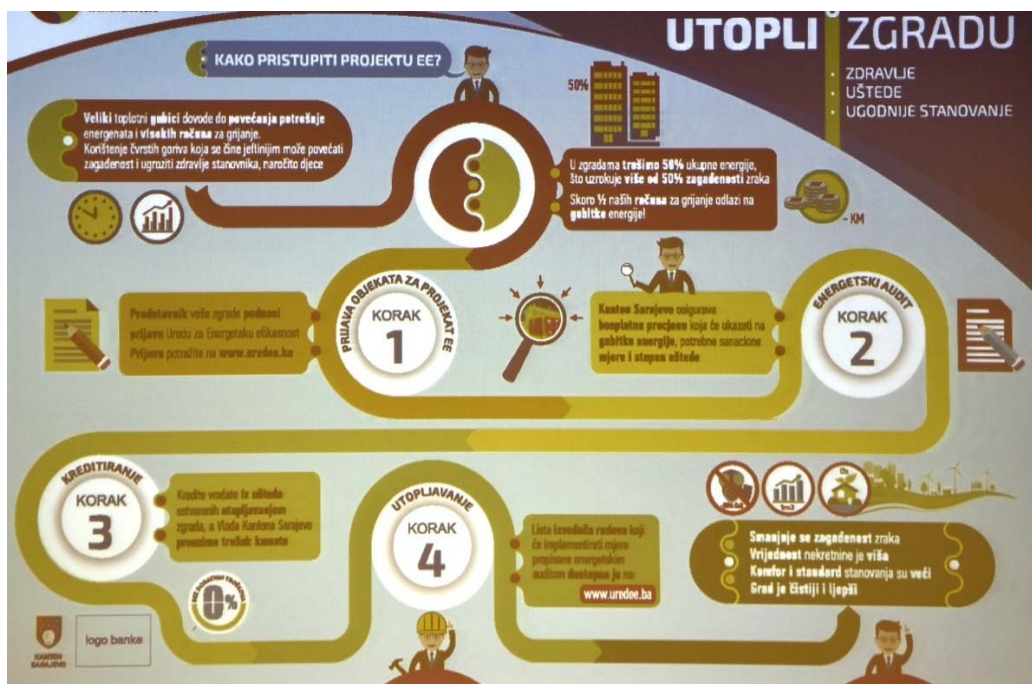 UTOPLI ZGRADU
ZDRAVLJE
UŠTEDE
UGODNIJE STANOVANJE
KAKO PRISTUPITI PROJEKTU EE?
Veliki toplotni gubici dovode do povećanja potrošnje
energenata i visokih računa za grijanje.
Korištenje čvrstih goriva koja se čine jeftinijim može povećati
zagađenost i ugroziti zdravlje stanovnika, naročito djece
50%
U zgradama trošimo 50% ukupne energije,
što uzrokuje više od 50% zagađenosti zraka
Skoro ½ naših računa za grijanje odlazi na
gubitke energije!
- KM
PRIJAVA OBJEKATA ZA PROJEKAT EE
KORAK
1
Predstavnik vaše zgrade podnosi
prijavu Uredu za Energetsku efikasnost
Prijavu potražite na www.uredee.ba
Kanton Sarajevo osigurava
besplatnu procjenu koja će ukazati na
gubitke energije, potrebne sanacione
mjere i stepen uštede
ENERGETSKI AUDIT
KORAK
2
KREDITIRANJE
KORAK
3
Kredite vraćate iz ušteda
ostvarenih utopljavanjem
zgrada, a Vlada Kantona Sarajevo
preuzima trošak kamate
0%
UTOPLJAVANJE
KORAK
4
Lista izvođača radova koji
će implementirati mjere
propisane energetskim
auditom dostupna je na:
www.uredee.ba
Smanjuje se zagađenost zraka
Vrijednost nekretnine je viša
Komfor i standard stanovanja su veći
Grad je čistiji i ljepši
KANTON
SARAJEVO
logo banke